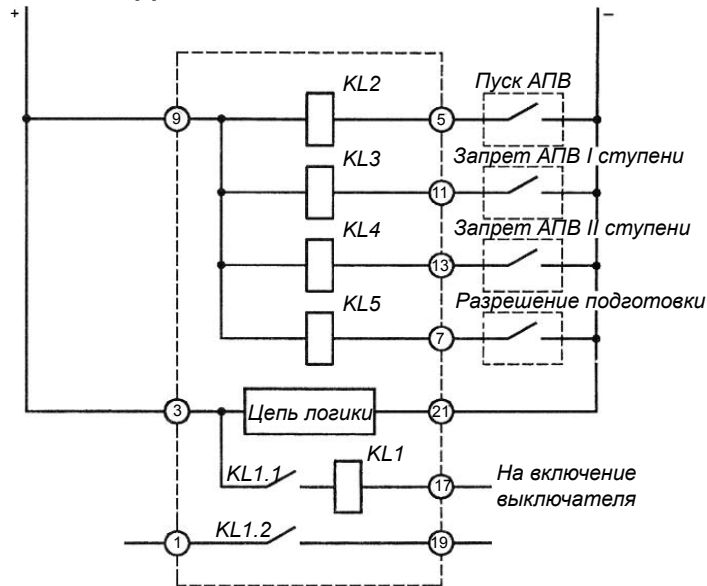 + –
KL2 Пуск АПВ
9 5
KL3 Запрет АПВ I ступени
11
KL4 Запрет АПВ II ступени
13
KL5 Разрешение подготовки
7
3 Цепь логики 21
KL1
KL1.1 17 На включение
выключателя
1 KL1.2 19